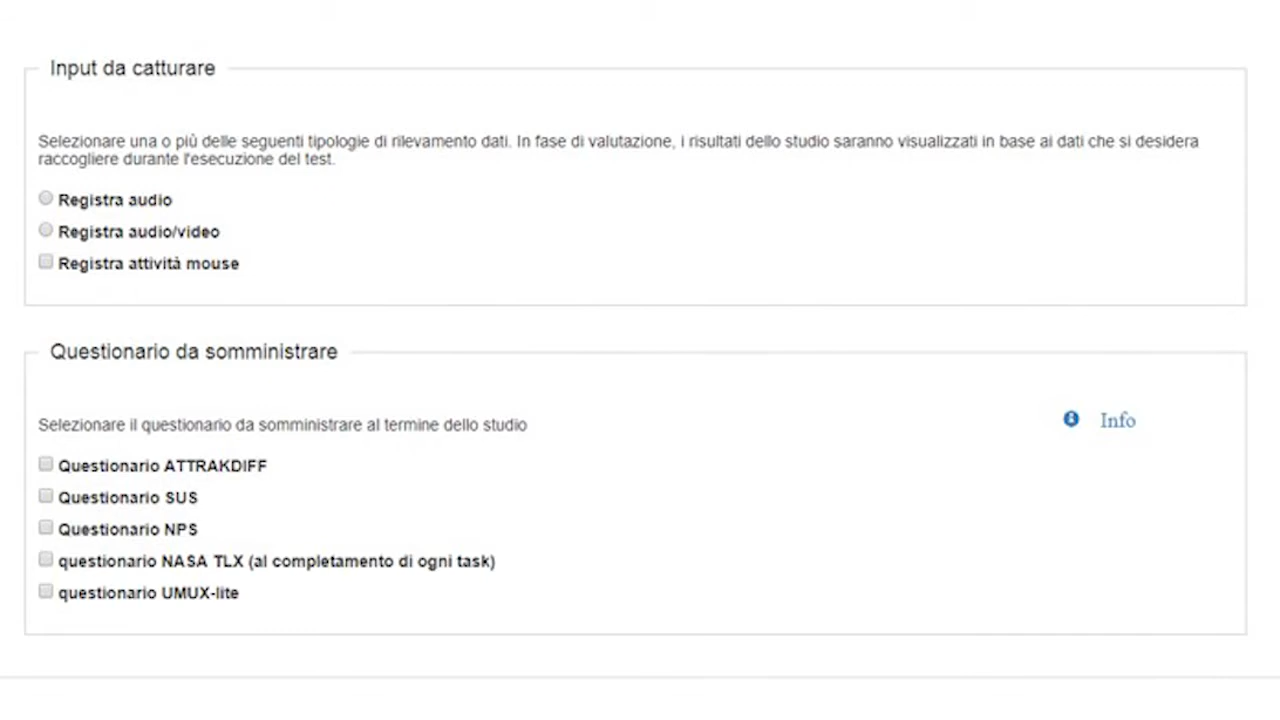 Input da catturare
Selezionare una o più delle seguenti tipologie di rilevamento dati. In fase di valutazione, i risultati dello studio saranno visualizzati in base ai dati che si desidera
raccogliere durante l'esecuzione del test.
Registra audio
Registra audio/video
Registra attività mouse
Questionario da somministrare
Selezionare il questionario da somministrare al termine dello studio
Info
Questionario ATTRAKDIFF
Questionario SUS
Questionario NPS
questionario NASA TLX (al completamento di ogni task)
questionario UMUX-lite